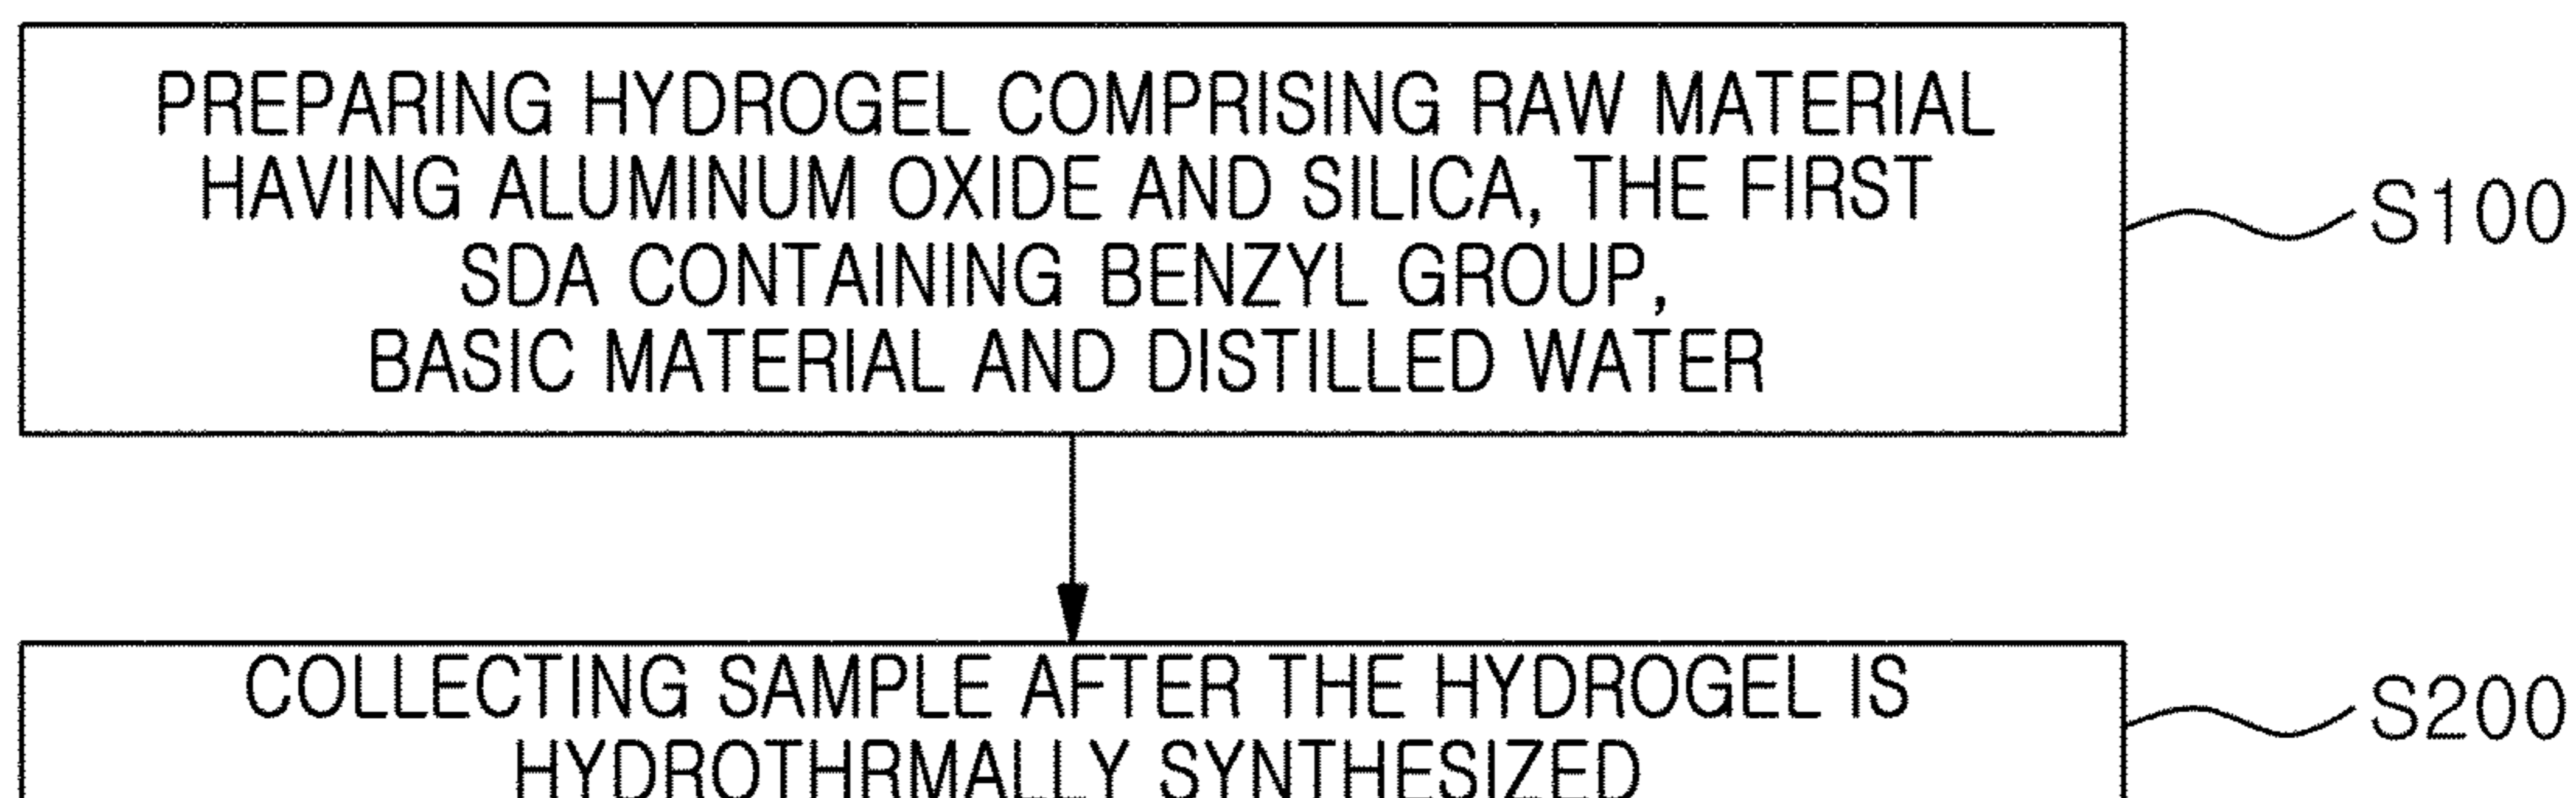 PREPARING HYDROGEL COMPRISING RAW MATERIAL
HAVING ALUMINUM OXIDE AND SILICA, THE FIRST
SDA CONTAINING BENZYL GROUP,
BASIC MATERIAL AND DISTILLED WATER
S100
COLLECTING SAMPLE AFTER THE HYDROGEL IS
HYDROTHRMALLY SYNTHESIZED
S200